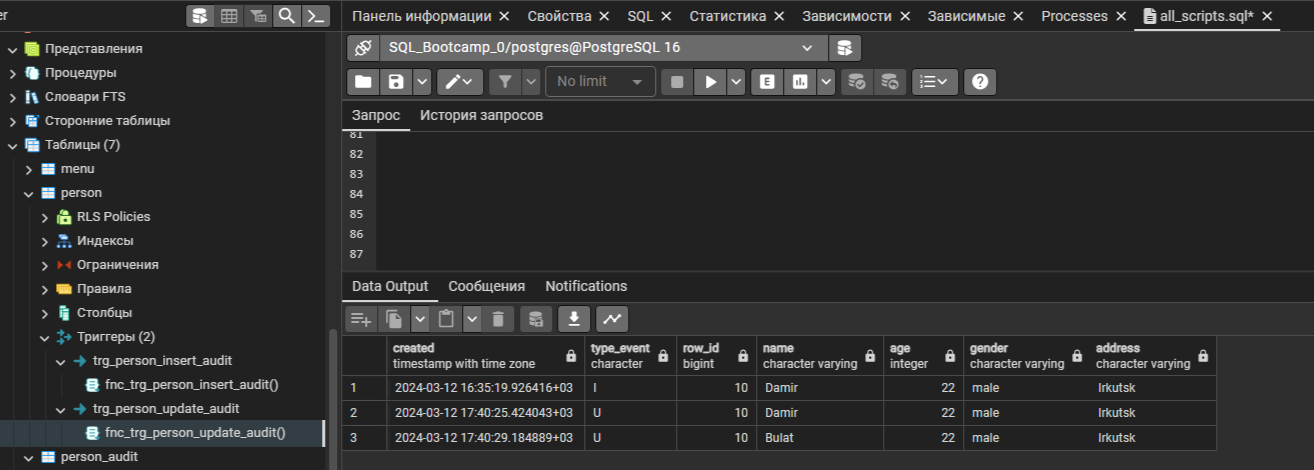 er
Представления
Процедуры
Словари FTS
Сторонние таблицы
Таблицы (7)
menu
person
RLS Policies
Индексы
Ограничения
Правила
Столбцы
Триггеры (2)
trg_person_insert_audit
fnc_trg_person_insert_audit()
trg_person_update_audit
fnc_trg_person_update_audit()
person_audit
Панель информации Свойства SQL Статистика Зависимости Зависимые Processes all_scripts.sql*
SQL_Bootcamp_0/postgres@PostgreSQL 16
No limit E
Запрос История запросов
81
82
83
84
85
86
87
Data Output Сообщения Notifications
created type_event row_id name age gender address
timestamp with time zone character bigint character varying integer character varying character varying
1 2024-03-12 16:35:19.926416+03 I 10 Damir 22 male Irkutsk
2 2024-03-12 17:40:25.424043+03 U 10 Damir 22 male Irkutsk
3 2024-03-12 17:40:29.184889+03 U 10 Bulat 22 male Irkutsk